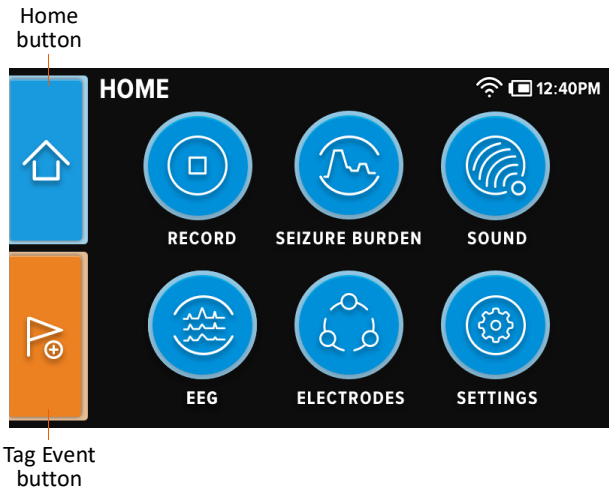 Home
button
HOME
12:40PM
RECORD
SEIZURE BURDEN
SOUND
EEG
ELECTRODES
SETTINGS
Tag Event
button